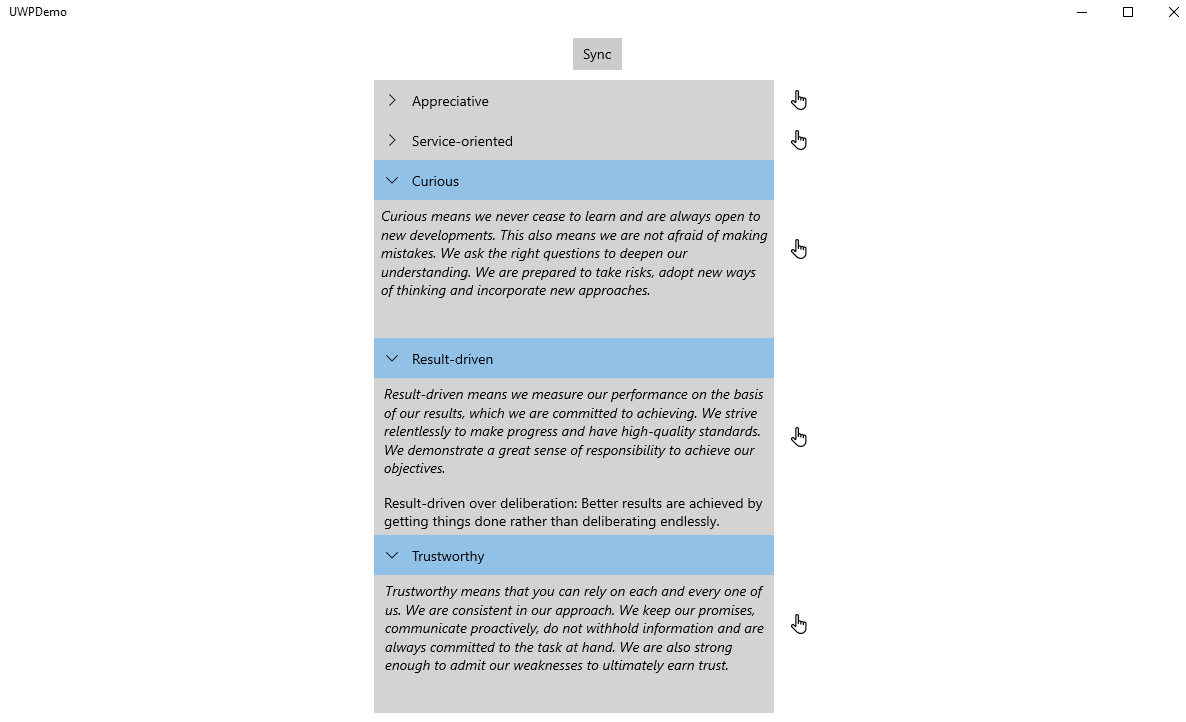 UWPDemo
Sync
Appreciative
Service-oriented
Curious
Curious means we never cease to learn and are always open to
new developments. This also means we are not afraid of making
mistakes. We ask the right questions to deepen our
understanding. We are prepared to take risks, adopt new ways
of thinking and incorporate new approaches.
Result-driven
Result-driven means we measure our performance on the basis
of our results, which we are committed to achieving. We strive
relentlessly to make progress and have high-quality standards.
We demonstrate a great sense of responsibility to achieve our
objectives.
Result-driven over deliberation: Better results are achieved by
getting things done rather than deliberating endlessly.
Trustworthy
Trustworthy means that you can rely on each and every one of
us. We are consistent in our approach. We keep our promises,
communicate proactively, do not withhold information and are
always committed to the task at hand. We are also strong
enough to admit our weaknesses to ultimately earn trust.